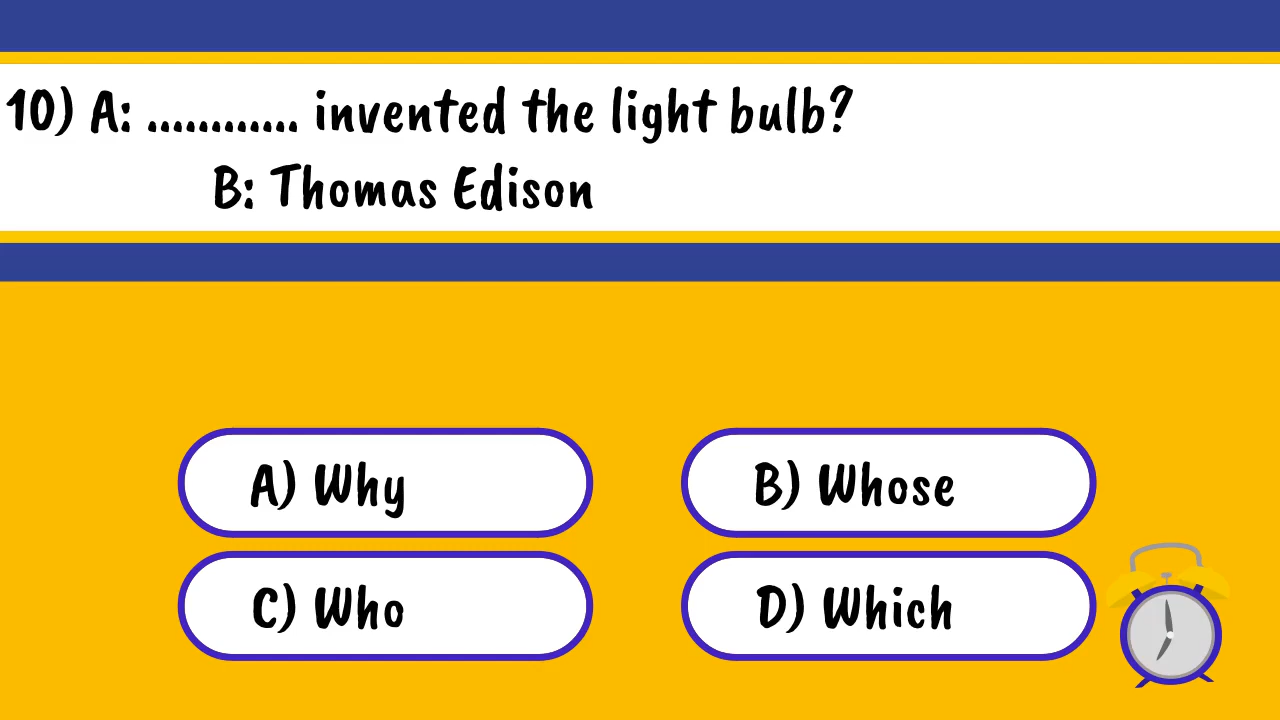 10) A: ............ invented the light bulb?
B: Thomas Edison
A) Why
B) Whose
C) Who
D) Which